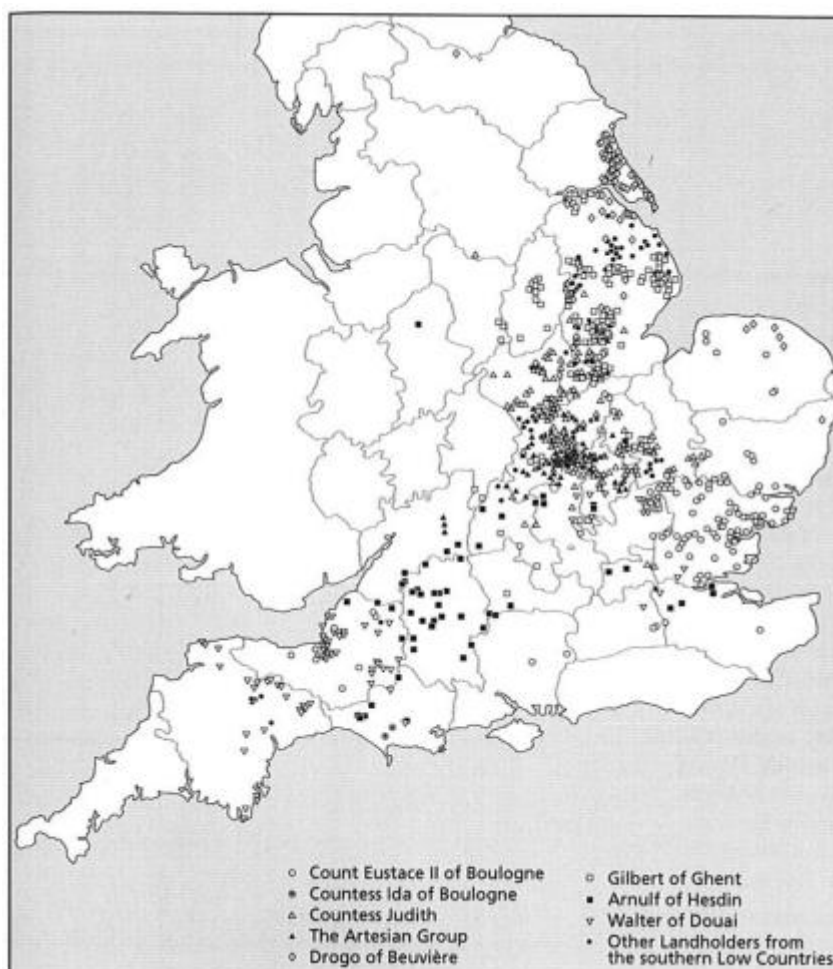 Count Eustace II of Boulogne
Countess Ida of Boulogne
Countess Judith
The Artesian Group
Drogo of Beuvière
Gilbert of Ghent
Arnulf of Hesdin
Walter of Douai
Other Landholders from
the southern Low Countries